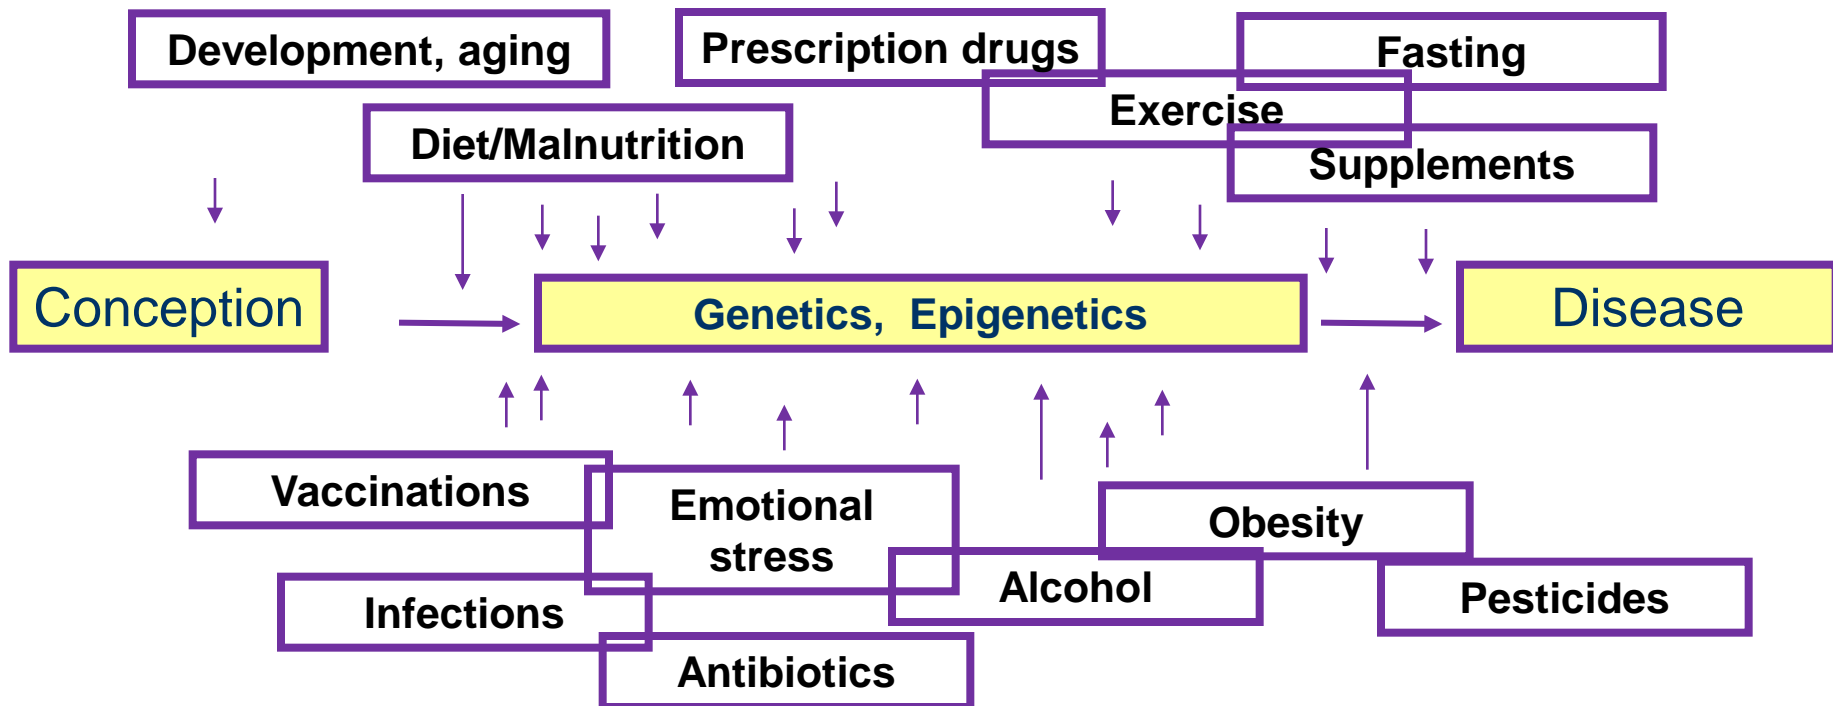 Development, aging
Prescription drugs
Fasting
Exercise
Diet/Malnutrition
Supplements
Conception
Genetics,  Epigenetics
Disease
Vaccinations
Emotional
stress
Obesity
Infections
Alcohol
Pesticides
Antibiotics